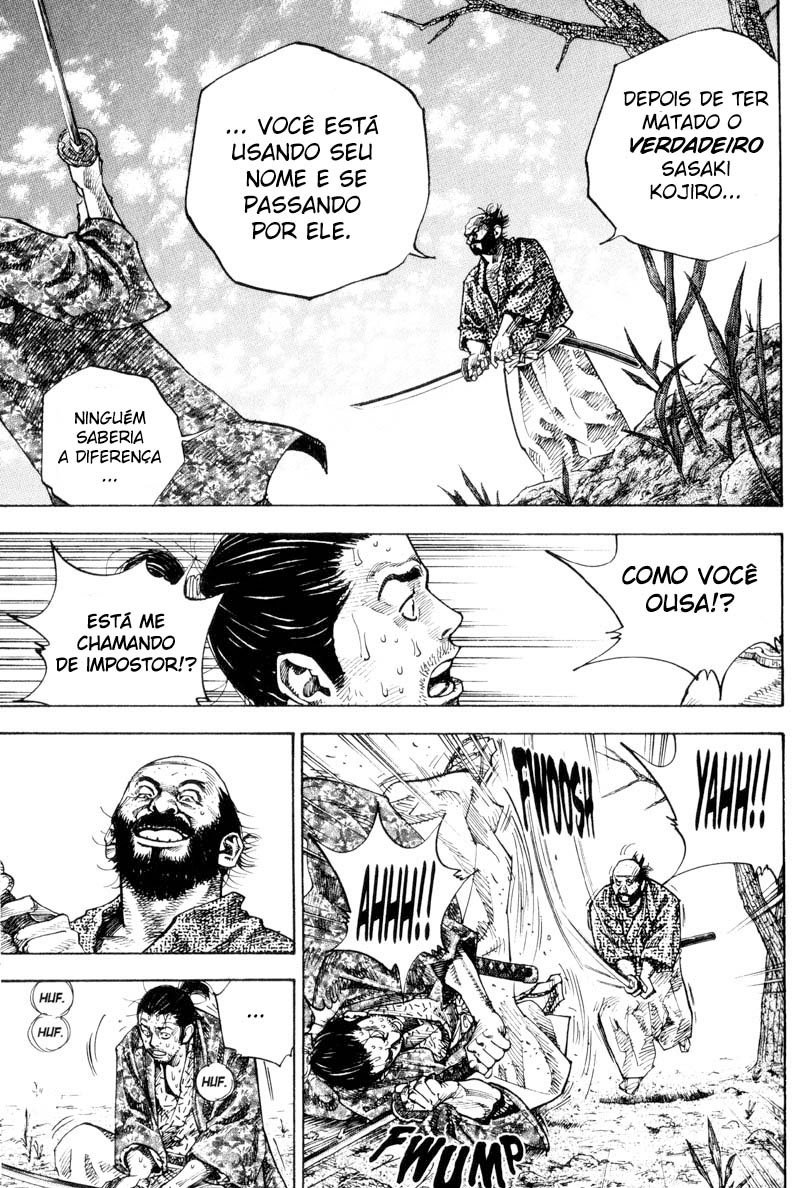 DEPOIS DE TER
MATADO O
VERDADEIRO
SASAKI
KOJIRO...
... VOCÊ ESTÁ
USANDO SEU
NOME E SE
PASSANDO
POR ELE.
NINGUÉM
SABERIA
A DIFERENÇA
...
COMO VOCÊ
OUSA!?
ESTÁ ME
CHAMANDO
DE IMPOSTOR!?
YAHH!!
FWOOSH
AHHH!!
FWUMP
...
HUF.
HUF.
HUF.